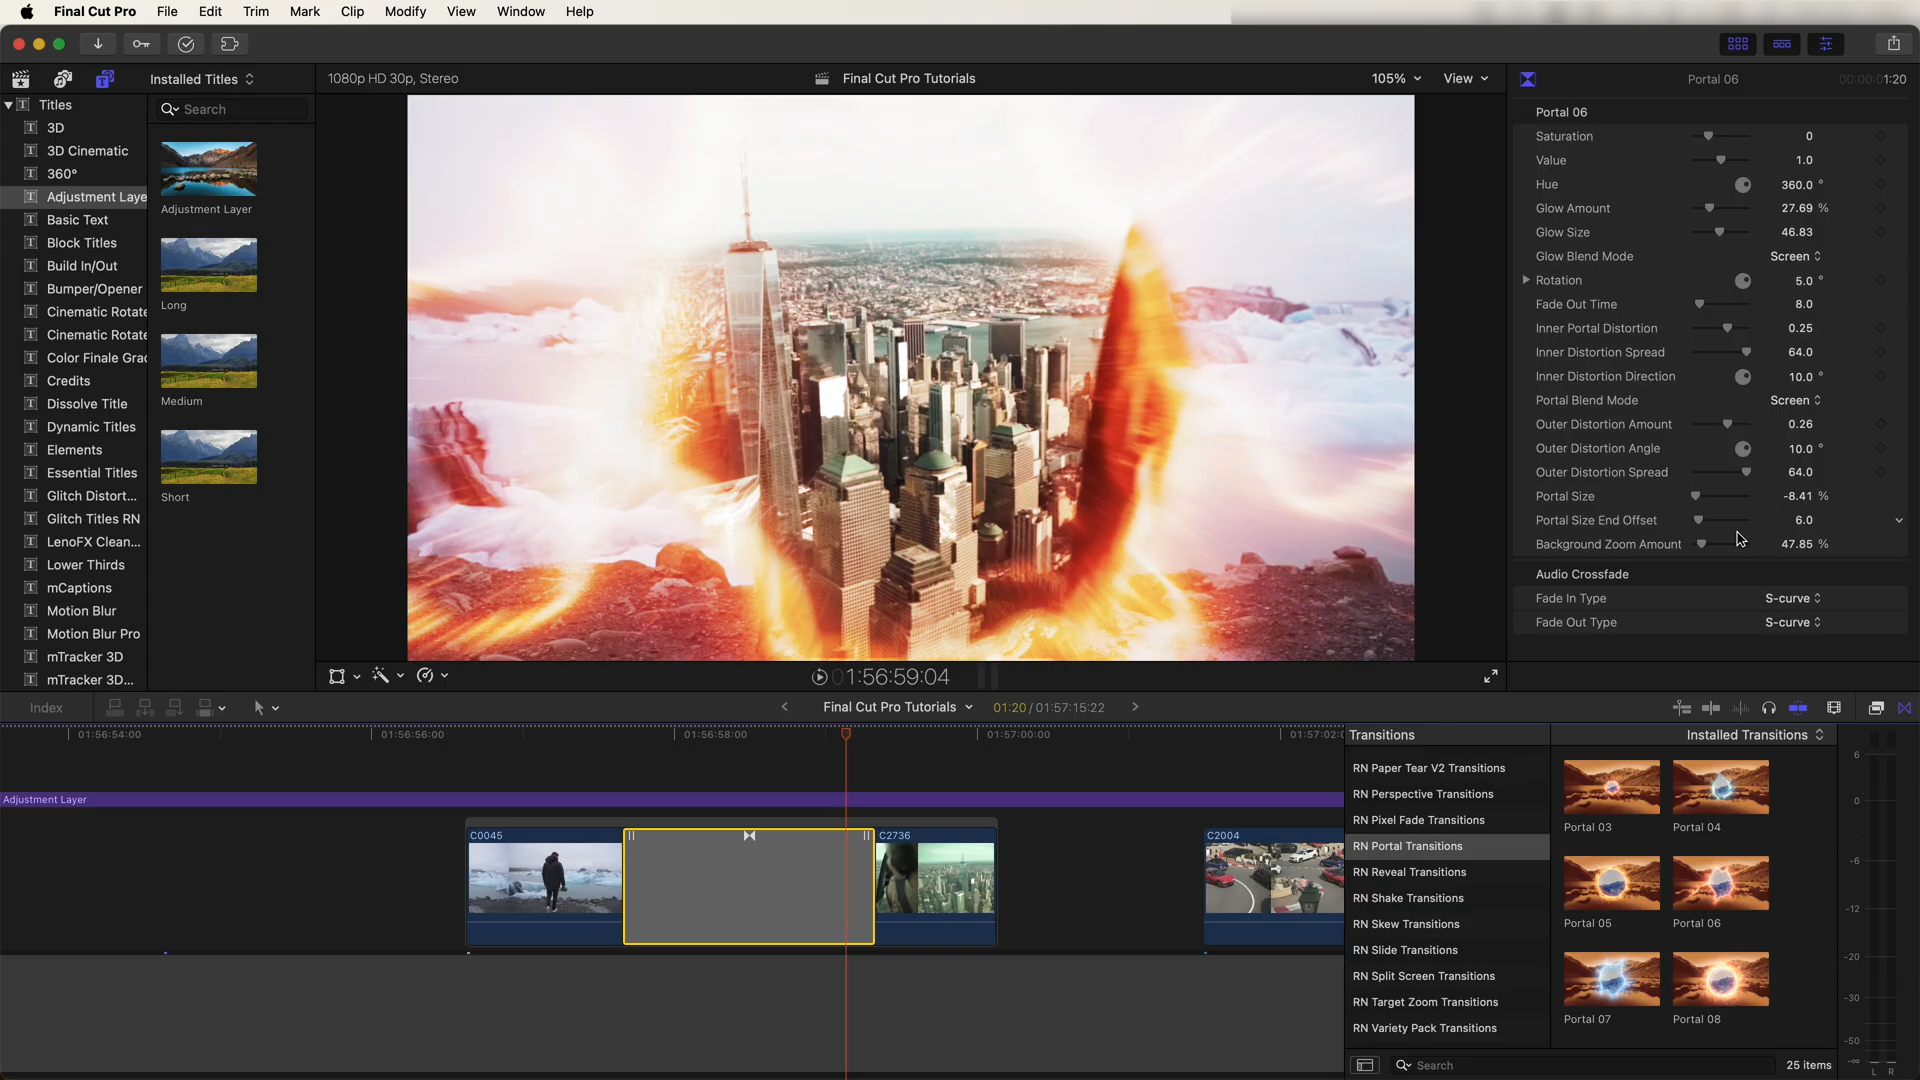 Final Cut Pro File Edit Trim Mark Clip Modify View Window Help
Installed Titles
1080p HD 30p, Stereo
Final Cut Pro Tutorials
105%
View
Portal 06
00:00:01:20
Titles
Search
3D
3D Cinematic
360°
Adjustment Laye
Basic Text
Block Titles
Build In/Out
Bumper/Opener
Cinematic Rotate
Cinematic Rotate
Color Finale Grad
Credits
Dissolve Title
Dynamic Titles
Elements
Essential Titles
Glitch Distort...
Glitch Titles RN
LenoFX Clean...
Lower Thirds
mCaptions
Motion Blur
Motion Blur Pro
mTracker 3D
mTracker 3D...
Adjustment Layer
Long
Medium
Short
Portal 06
Saturation 0
Value 1.0
Hue 360.0 °
Glow Amount 27.69 %
Glow Size 46.83
Glow Blend Mode Screen
Rotation 5.0 °
Fade Out Time 8.0
Inner Portal Distortion 0.25
Inner Distortion Spread 64.0
Inner Distortion Direction 10.0 °
Portal Blend Mode Screen
Outer Distortion Amount 0.26
Outer Distortion Angle 10.0 °
Outer Distortion Spread 64.0
Portal Size -8.41 %
Portal Size End Offset 6.0
Background Zoom Amount 47.85 %
Audio Crossfade
Fade In Type S-curve
Fade Out Type S-curve
01:56:59:04
Index
Final Cut Pro Tutorials
01:20 / 01:57:15:22
01:56:54:00
01:56:56:00
01:56:58:00
01:57:00:00
01:57:02:0
Adjustment Layer
C0045
C2736
C2004
Transitions
Installed Transitions
RN Paper Tear V2 Transitions
RN Perspective Transitions
RN Pixel Fade Transitions
RN Portal Transitions
RN Reveal Transitions
RN Shake Transitions
RN Skew Transitions
RN Slide Transitions
RN Split Screen Transitions
RN Target Zoom Transitions
RN Variety Pack Transitions
Portal 03
Portal 04
Portal 05
Portal 06
Portal 07
Portal 08
Search
25 items
6
0
-6
-12
-20
-30
-50
-∞
L R